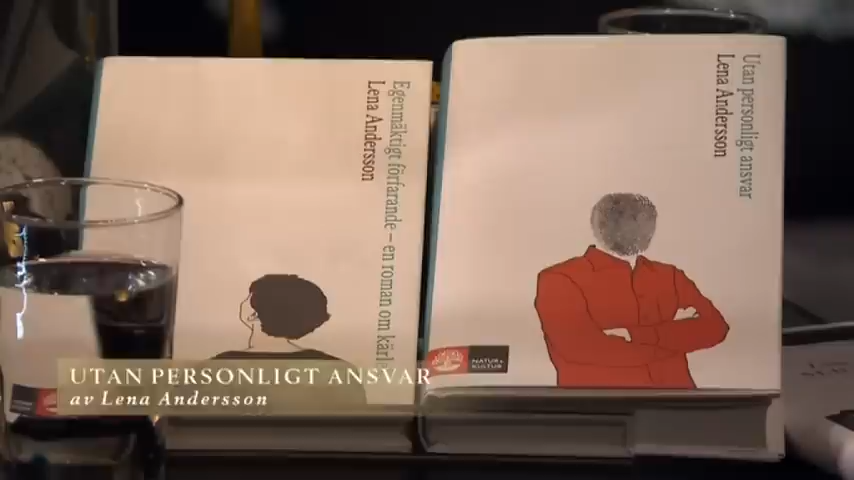 Egenmäktigt förfarande – en roman om kärl
Lena Andersson
Utan personligt ansvar
Lena Andersson
NATUR &
KULTUR
UTAN PERSONLIGT ANSVAR
av Lena Andersson